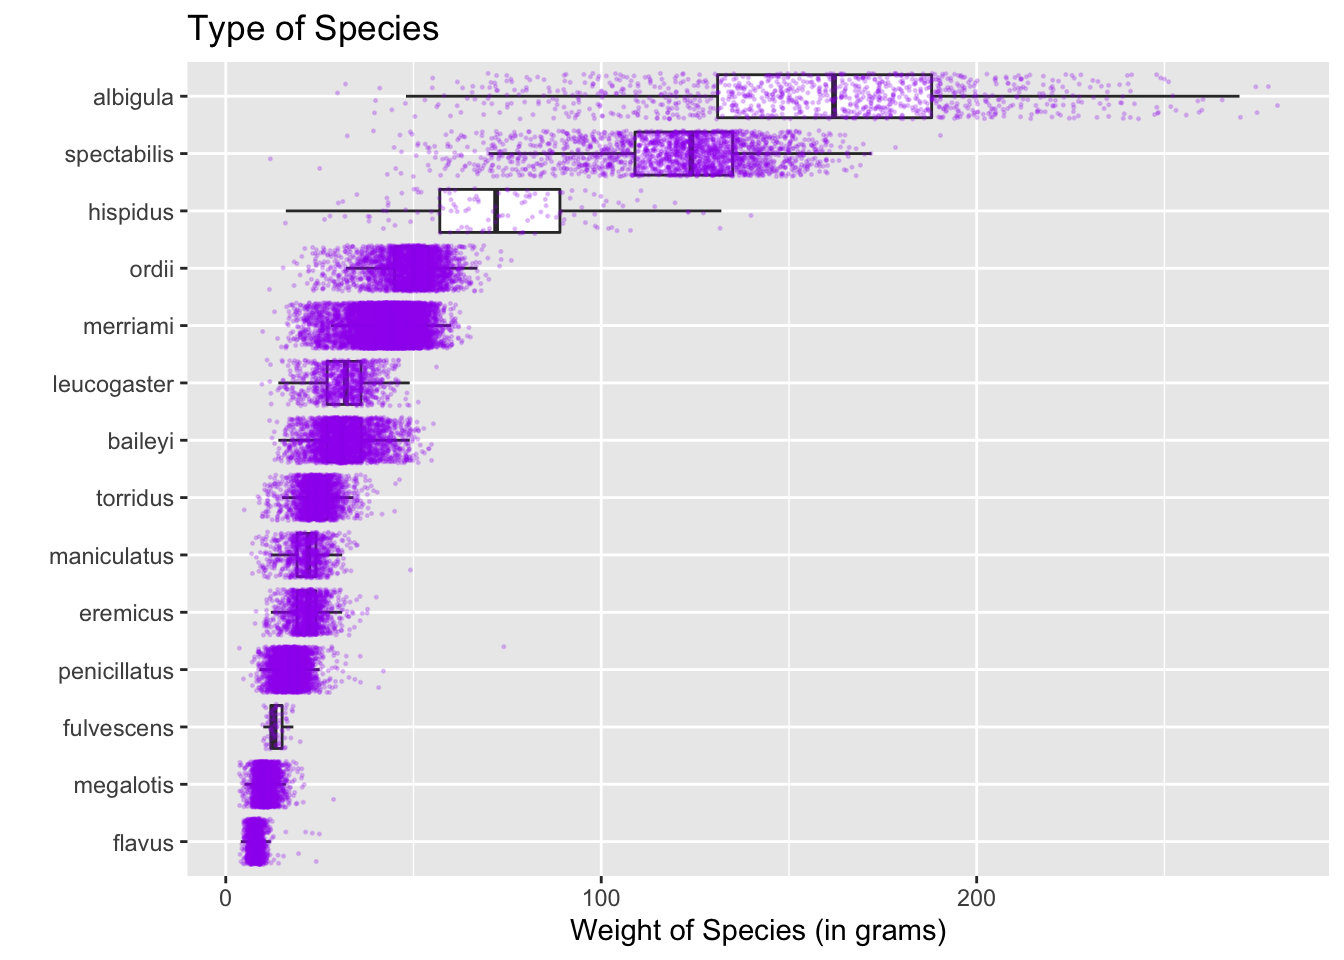 Type of Species
albigula
spectabilis
hispidus
ordii
merriami
leucogaster
baileyi
torridus
maniculatus
eremicus
penicillatus
fulvescens
megalotis
flavus
0 100 200
Weight of Species (in grams)